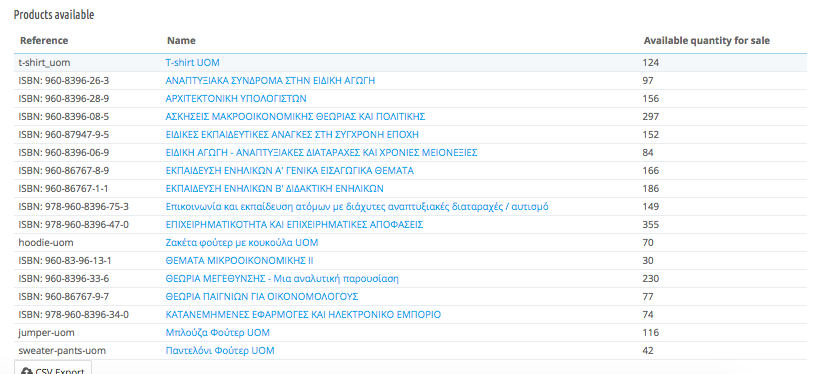 Products available
Reference Name Available quantity for sale
t-shirt_uom T-shirt UOM 124
ISBN: 960-8396-26-3 ΑΝΑΠΤΥΞΙΑΚΑ ΣΥΝΔΡΟΜΑ ΣΤΗΝ ΕΙΔΙΚΗ ΑΓΩΓΗ 97
ISBN: 960-8396-28-9 ΑΡΧΙΤΕΚΤΟΝΙΚΗ ΥΠΟΛΟΓΙΣΤΩΝ 156
ISBN: 960-8396-08-5 ΑΣΚΗΣΕΙΣ ΜΑΚΡΟΟΙΚΟΝΟΜΙΚΗΣ ΘΕΩΡΙΑΣ ΚΑΙ ΠΟΛΙΤΙΚΗΣ 297
ISBN: 960-87947-9-5 ΕΙΔΙΚΕΣ ΕΚΠΑΙΔΕΥΤΙΚΕΣ ΑΝΑΓΚΕΣ ΣΤΗ ΣΥΓΧΡΟΝΗ ΕΠΟΧΗ 152
ISBN: 960-8396-06-9 ΕΙΔΙΚΗ ΑΓΩΓΗ - ΑΝΑΠΤΥΞΙΑΚΕΣ ΔΙΑΤΑΡΑΧΕΣ ΚΑΙ ΧΡΟΝΙΕΣ ΜΕΙΟΝΕΞΙΕΣ 84
ISBN: 960-86767-8-9 ΕΚΠΑΙΔΕΥΣΗ ΕΝΗΛΙΚΩΝ Α' ΓΕΝΙΚΑ ΕΙΣΑΓΩΓΙΚΑ ΘΕΜΑΤΑ 166
ISBN: 960-86767-1-1 ΕΚΠΑΙΔΕΥΣΗ ΕΝΗΛΙΚΩΝ Β' ΔΙΔΑΚΤΙΚΗ ΕΝΗΛΙΚΩΝ 186
ISBN: 978-960-8396-75-3 Επικοινωνία και εκπαίδευση ατόμων με διάχυτες αναπτυξιακές διαταραχές / αυτισμό 149
ISBN: 978-960-8396-47-0 ΕΠΙΧΕΙΡΗΜΑΤΙΚΟΤΗΤΑ ΚΑΙ ΕΠΙΧΕΙΡΗΜΑΤΙΚΕΣ ΑΠΟΦΑΣΕΙΣ 355
hoodie-uom Ζακέτα φούτερ με κουκούλα UOM 70
ISBN: 960-83-96-13-1 ΘΕΜΑΤΑ ΜΙΚΡΟΟΙΚΟΝΟΜΙΚΗΣ ΙΙ 30
ISBN: 960-8396-33-6 ΘΕΩΡΙΑ ΜΕΓΕΘΥΝΣΗΣ - Μια αναλυτική παρουσίαση 230
ISBN: 960-86767-9-7 ΘΕΩΡΙΑ ΠΑΙΓΝΙΩΝ ΓΙΑ ΟΙΚΟΝΟΜΟΛΟΓΟΥΣ 77
ISBN: 978-960-8396-34-0 ΚΑΤΑΝΕΜΗΜΕΝΕΣ ΕΦΑΡΜΟΓΕΣ ΚΑΙ ΗΛΕΚΤΡΟΝΙΚΟ ΕΜΠΟΡΙΟ 74
jumper-uom Μπλούζα Φούτερ UOM 116
sweater-pants-uom Παντελόνι Φούτερ UOM 42
CSV Export